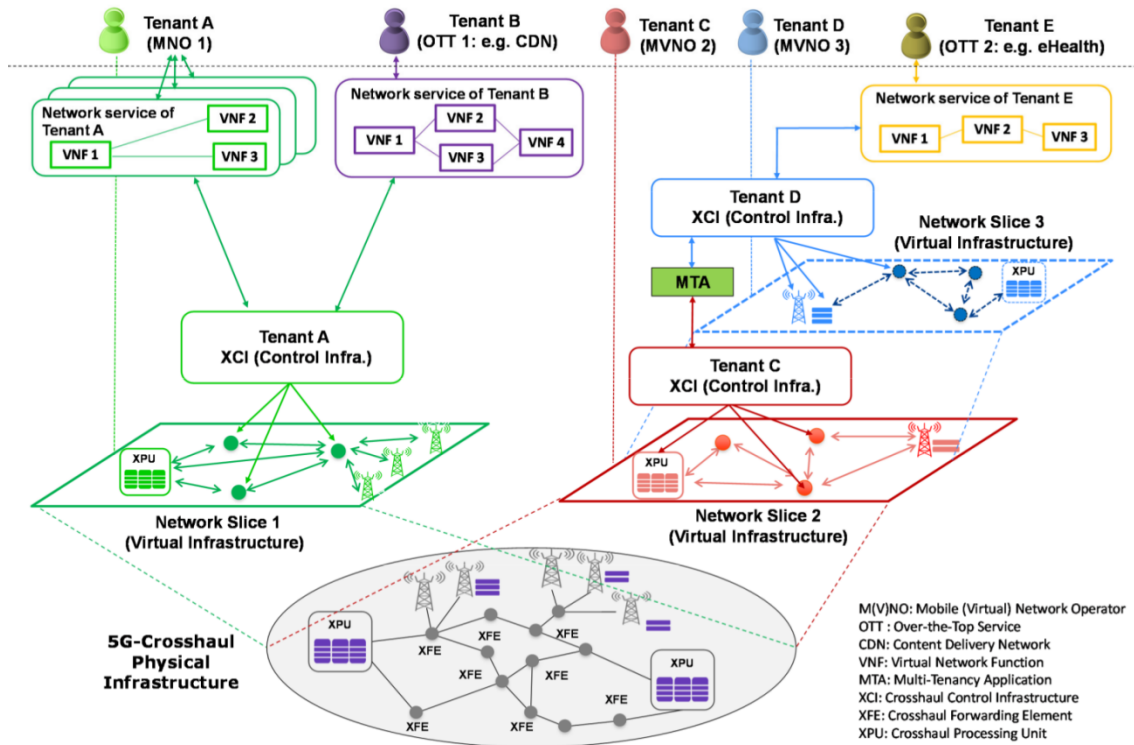 Tenant A
(MNO 1)
Tenant B
(OTT 1: e.g. CDN)
Tenant C
(MVNO 2)
Tenant D
(MVNO 3)
Tenant E
(OTT 2: e.g. eHealth)
Network service of
Tenant A
VNF 1
VNF 2
VNF 3
Network service of Tenant B
VNF 1
VNF 2
VNF 3
VNF 4
Network service of Tenant E
VNF 1
VNF 2
VNF 3
Tenant D
XCI (Control Infra.)
Network Slice 3
(Virtual Infrastructure)
XPU
MTA
Tenant A
XCI (Control Infra.)
Tenant C
XCI (Control Infra.)
XPU
Network Slice 1
(Virtual Infrastructure)
XPU
Network Slice 2
(Virtual Infrastructure)
5G-Crosshaul
Physical
Infrastructure
XPU
XFE
XFE
XFE
XFE
XFE
XFE
XFE
XPU
M(V)NO: Mobile (Virtual) Network Operator
OTT : Over-the-Top Service
CDN: Content Delivery Network
VNF: Virtual Network Function
MTA: Multi-Tenancy Application
XCI: Crosshaul Control Infrastructure
XFE: Crosshaul Forwarding Element
XPU: Crosshaul Processing Unit